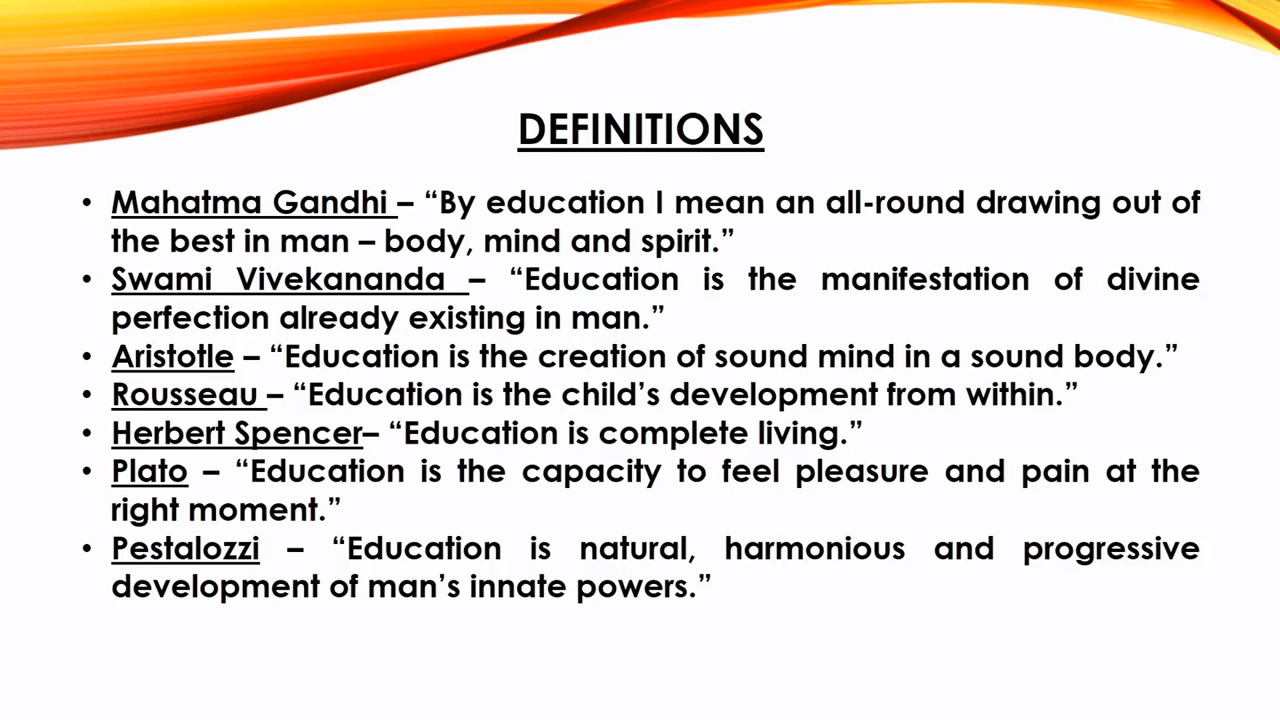 DEFINITIONS
• Mahatma Gandhi – “By education I mean an all-round drawing out of
the best in man – body, mind and spirit.”
• Swami Vivekananda – “Education is the manifestation of divine
perfection already existing in man.”
• Aristotle – “Education is the creation of sound mind in a sound body.”
• Rousseau – “Education is the child’s development from within.”
• Herbert Spencer– “Education is complete living.”
• Plato – “Education is the capacity to feel pleasure and pain at the
right moment.”
• Pestalozzi – “Education is natural, harmonious and progressive
development of man’s innate powers.”